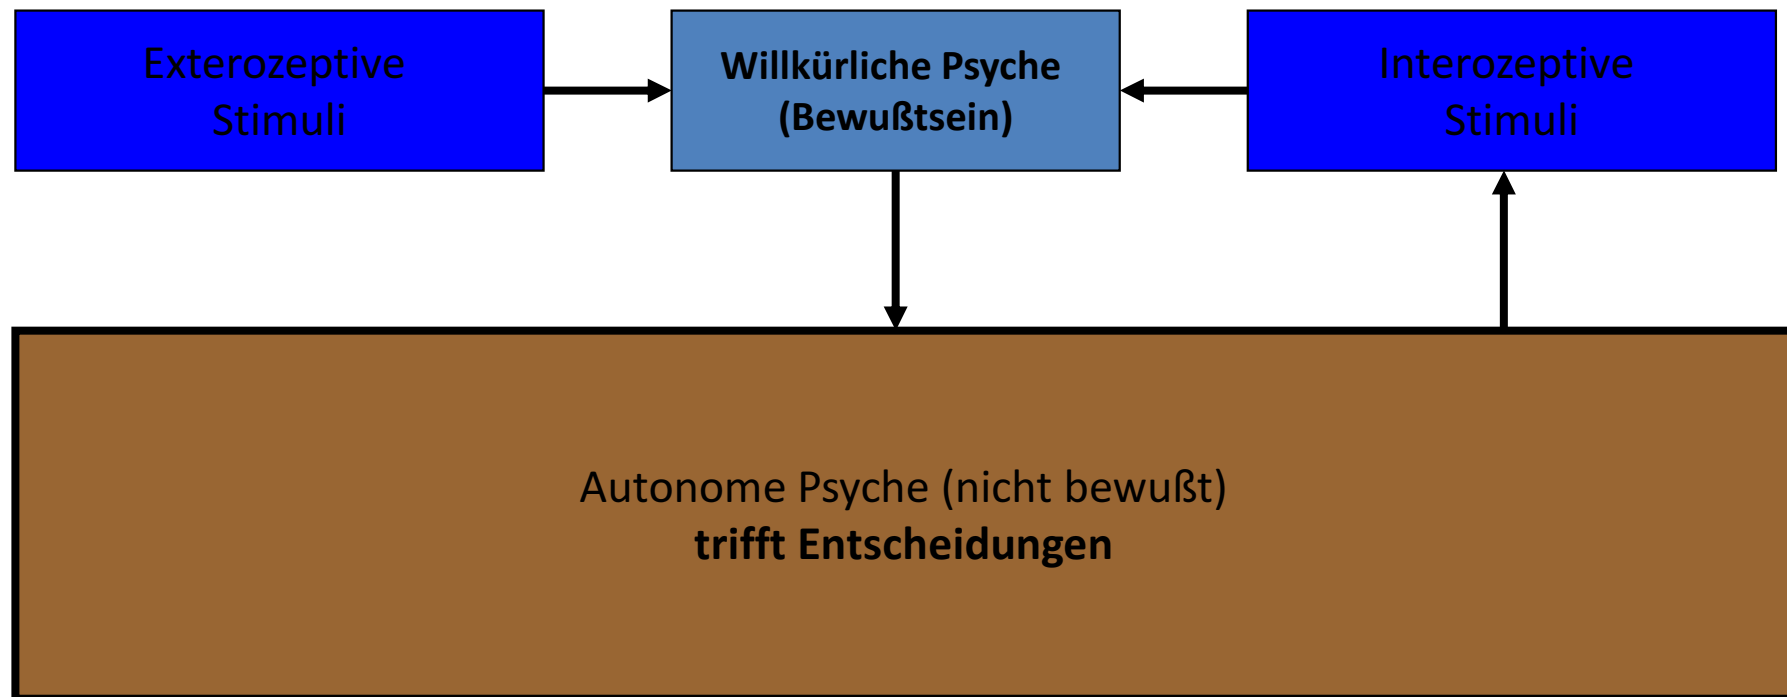 Exterozeptive
Stimuli
Willkürliche Psyche
(Bewußtsein)
Interozeptive
Stimuli
Autonome Psyche (nicht bewußt)
trifft Entscheidungen